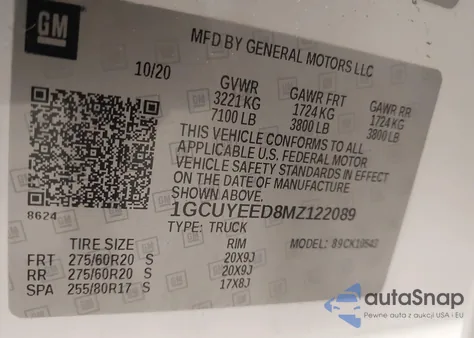 GM
MFD BY GENERAL MOTORS LLC
10/20
GVWR GAWR FRT GAWR RR
3221 KG 1724 KG 1724 KG
7100 LB 3800 LB 3800 LB
THIS VEHICLE CONFORMS TO ALL
APPLICABLE U.S. FEDERAL MOTOR
VEHICLE SAFETY STANDARDS IN EFFECT
ON THE DATE OF MANUFACTURE
SHOWN ABOVE.
8624
1GCUYEED8MZ122089
TYPE: TRUCK MODEL:
TIRE SIZE RIM
FRT 275/60R20 S 20X9J
RR 275/60R20 S 20X9J
SPA 255/80R17 S 17X8J
autoSnap
Pewne auta z aukcji USA i EU